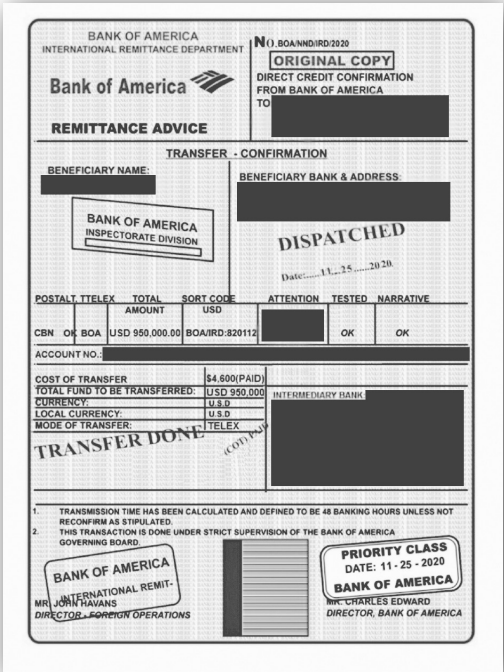 BANK OF AMERICA
INTERNATIONAL REMITTANCE DEPARTMENT
Bank of America
REMITTANCE ADVICE
NO.BOA/NND/IRD/2020
ORIGINAL COPY
DIRECT CREDIT CONFIRMATION
FROM BANK OF AMERICA
TO
TRANSFER - CONFIRMATION
BENEFICIARY NAME:
BENEFICIARY BANK & ADDRESS:
BANK OF AMERICA
INSPECTORATE DIVISION
DISPATCHED
Date:......11....25......2020.
POSTALT. TTELEX TOTAL SORT CODE ATTENTION TESTED NARRATIVE
AMOUNT USD
CBN OK BOA USD 950,000.00 BOA/IRD:820112 OK OK
ACCOUNT NO.:
COST OF TRANSFER $4,600(PAID)
TOTAL FUND TO BE TRANSFERRED: USD 950,000
CURRENCY: U.S.D
LOCAL CURRENCY: U.S.D
MODE OF TRANSFER: TELEX
INTERMEDIARY BANK
TRANSFER DONE
(COT) PAID
1. TRANSMISSION TIME HAS BEEN CALCULATED AND DEFINED TO BE 48 BANKING HOURS UNLESS NOT
RECONFIRM AS STIPULATED.
2. THIS TRANSACTION IS DONE UNDER STRICT SUPERVISION OF THE BANK OF AMERICA
GOVERNING BOARD.
BANK OF AMERICA
INTERNATIONAL REMIT-
MR. JOHN HAVANS
DIRECTOR - FOREIGN OPERATIONS
PRIORITY CLASS
DATE: 11 - 25 - 2020
BANK OF AMERICA
MR. CHARLES EDWARD
DIRECTOR, BANK OF AMERICA